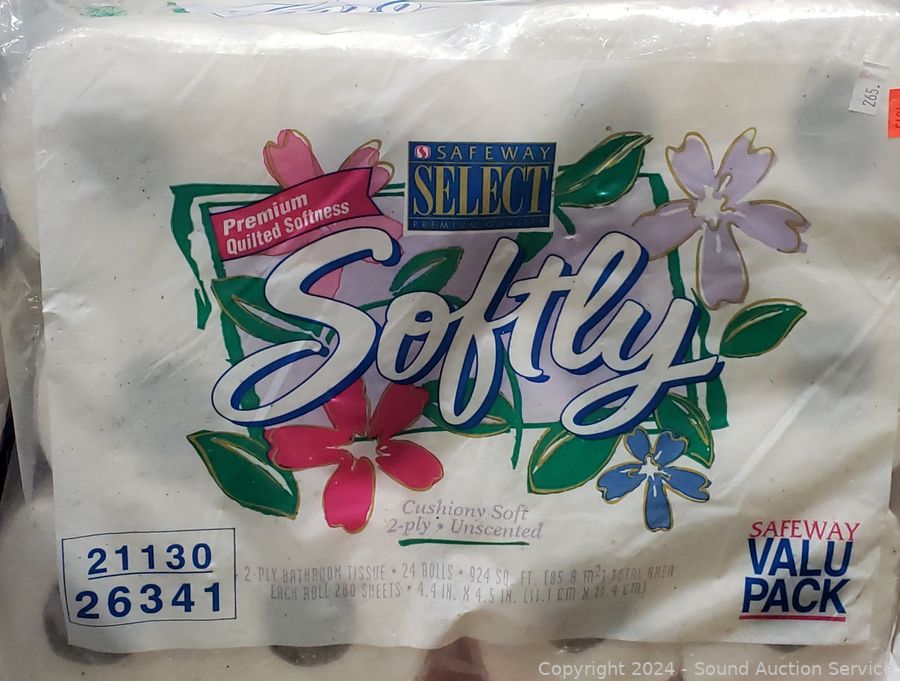 265.
SAFEWAY
SELECT
PREMIUM QUALITY
Premium
Quilted Softness
Softly
Cushiony Soft
2-ply • Unscented
21130
26341
2-PLY BATHROOM TISSUE • 24 ROLLS • 924 SQ. FT. (85.8 m²) TOTAL AREA
EACH ROLL 280 SHEETS • 4.4 IN. X 4.5 IN. (11.1 CM X 11.4 CM)
SAFEWAY
VALU
PACK
Copyright 2024 - Sound Auction Service